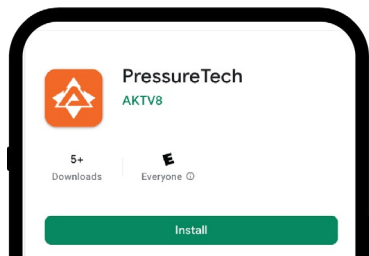 PressureTech
AKTV8
5+
Downloads
E
Everyone ⓘ
Install